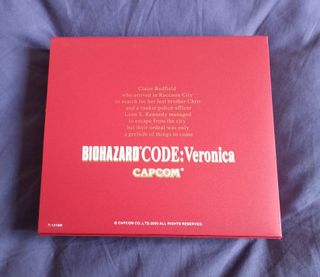 Claire Redfield
who arrived in Raccoon City
to search for her lost brother Chris
and a rookie police officer
Leon S. Kennedy managed
to escape from the city
but their ordeal was only
a prelude of things to come
BIOHAZARD® CODE:Veronica
CAPCOM®
© CAPCOM CO.,LTD.2000 ALL RIGHTS RESERVED.